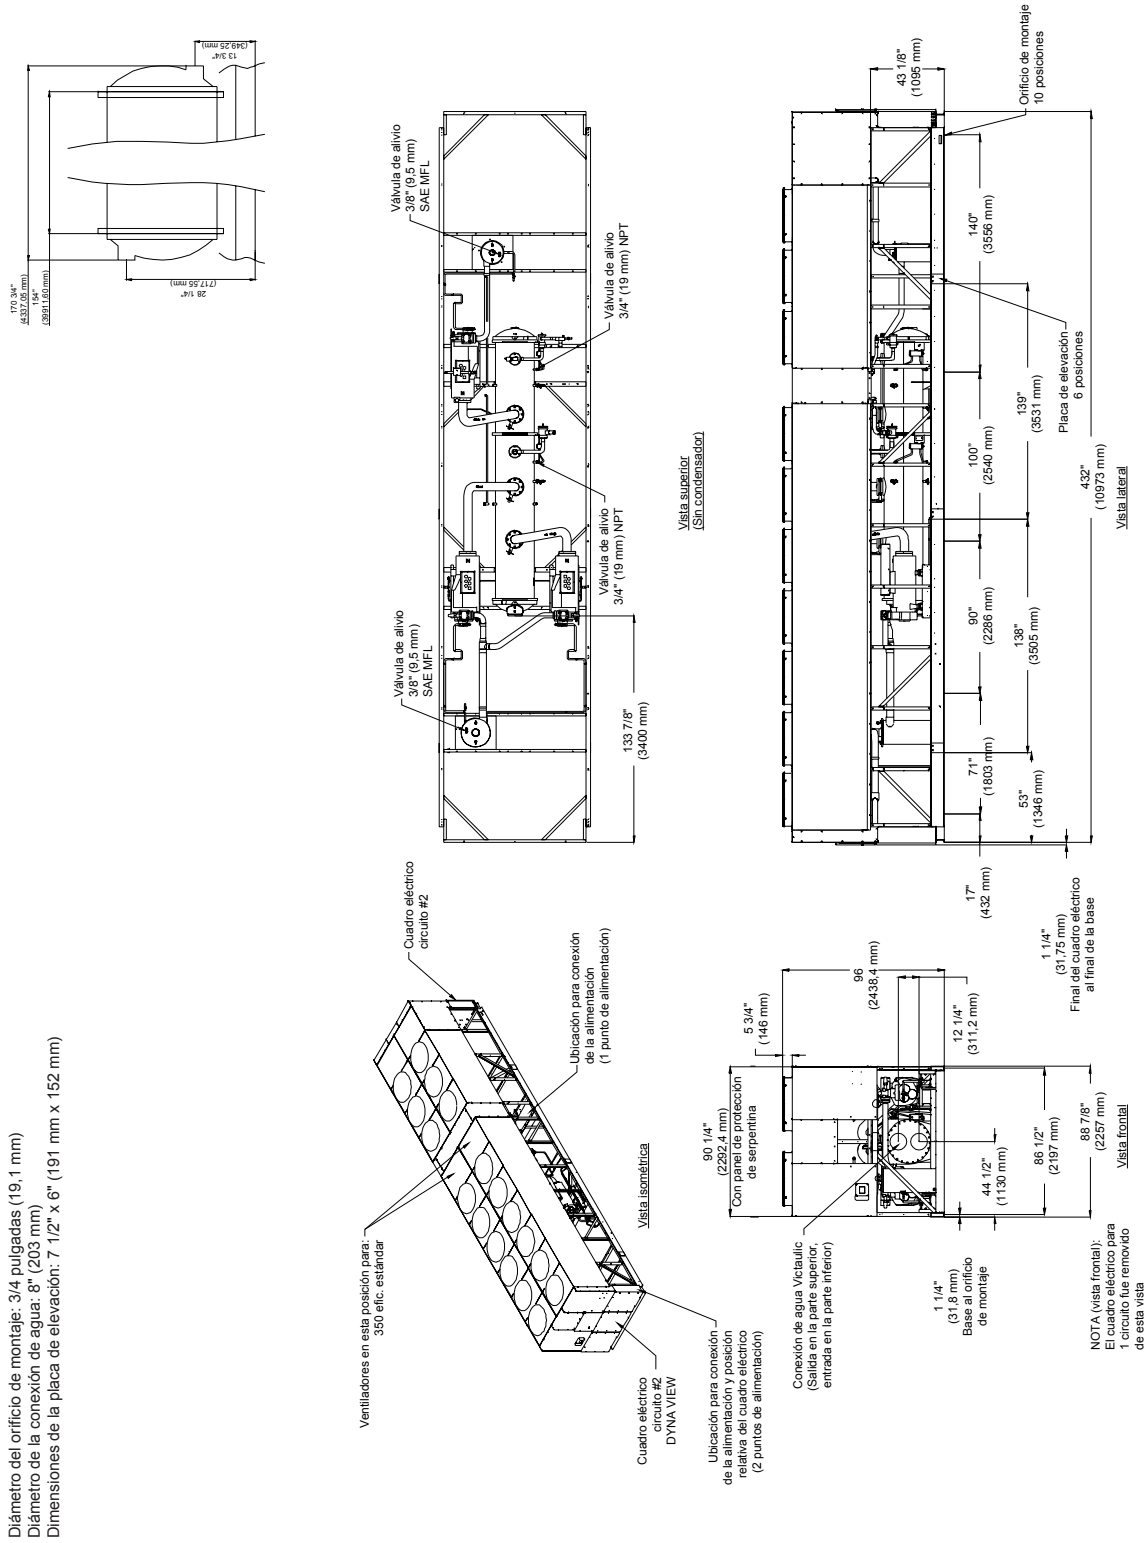 Diámetro del orificio de montaje: 3/4 pulgadas (19,1 mm)
Diámetro de la conexión de agua: 8" (203 mm)
Dimensiones de la placa de elevación: 7 1/2" x 6" (191 mm x 152 mm)
170 3/4"
(4337,05 mm)
154"
(39911,60 mm)
28 1/4"
(717,55 mm)
13 3/4"
(349,25 mm)
Ventiladores en esta posición para:
350 efic. estándar
Cuadro eléctrico
circuito #2
Ubicación para conexión
de la alimentación
(1 punto de alimentación)
Vista isométrica
Cuadro eléctrico
circuito #2
DYNA VIEW
Ubicación para conexión
de la alimentación y posición
relativa del cuadro eléctrico
(2 puntos de alimentación)
Válvula de alivio
3/8" (9,5 mm)
SAE MFL
Válvula de alivio
3/8" (9,5 mm)
SAE MFL
Válvula de alivio
3/4" (19 mm) NPT
Válvula de alivio
3/4" (19 mm) NPT
133 7/8"
(3400 mm)
Vista superior
(Sin condensador)
90 1/4"
(2292,4 mm)
Con panel de protección
de serpentina
5 3/4"
(146 mm)
96
(2438,4 mm)
12 1/4"
(311,2 mm)
Conexión de agua Victaulic
(Salida en la parte superior,
entrada en la parte inferior)
1 1/4"
(31,8 mm)
Base al orificio
de montaje
44 1/2"
(1130 mm)
86 1/2"
(2197 mm)
88 7/8"
(2257 mm)
Vista frontal
NOTA (vista frontal):
El cuadro eléctrico para
1 circuito fue removido
de esta vista
43 1/8"
(1095 mm)
Orificio de montaje
10 posiciones
17"
(432 mm)
71"
(1803 mm)
90"
(2286 mm)
100"
(2540 mm)
140"
(3556 mm)
53"
(1346 mm)
138"
(3505 mm)
139"
(3531 mm)
Placa de elevación
6 posiciones
1 1/4"
(31,75 mm)
Final del cuadro eléctrico
al final de la base
432"
(10973 mm)
Vista lateral